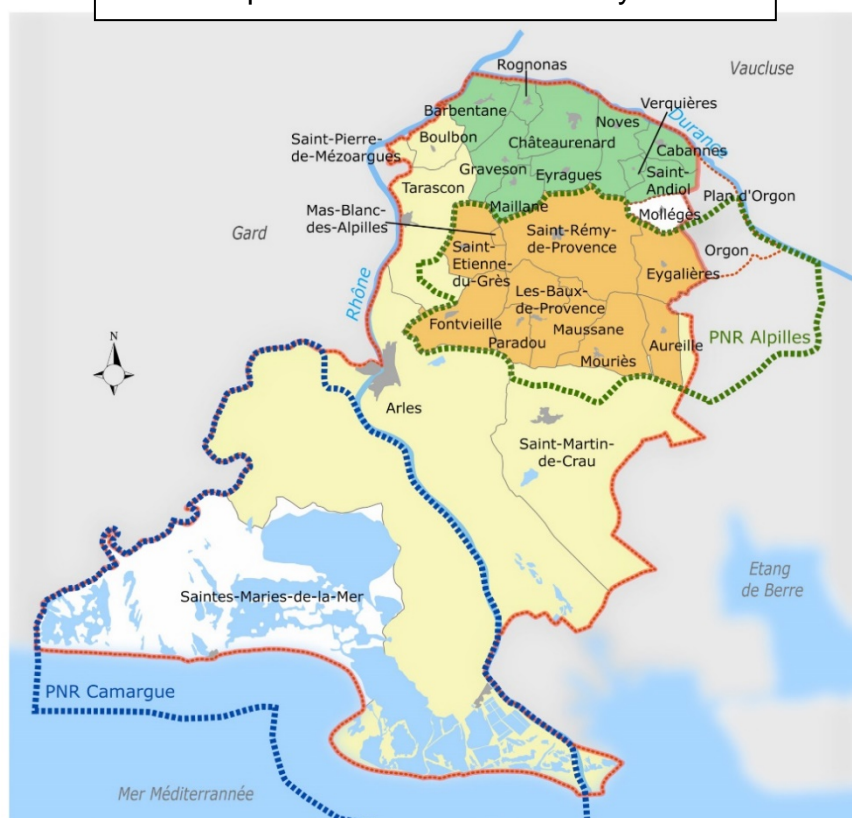 Rognonas
Vaucluse
Verquières
Barbentane
Noves
Durance
Saint-Pierre-
de-Mézoargues
Boulbon
Châteaurenard
Cabannes
Graveson
Eyragues
Saint-
Andiol
Tarascon
Plan d'Orgon
Maillane
Mollégès
Mas-Blanc-
des-Alpilles
Gard
Saint-Rémy-
de-Provence
Saint-
Etienne-
du-Grès
Orgon
Eygalières
Rhône
Les-Baux-
de-Provence
Fontvieille
Maussane
PNR Alpilles
Paradou
Aureille
Mouriès
N
Arles
Saint-Martin-
de-Crau
Etang
de Berre
Saintes-Maries-de-la-Mer
PNR Camargue
Mer Méditerrannée